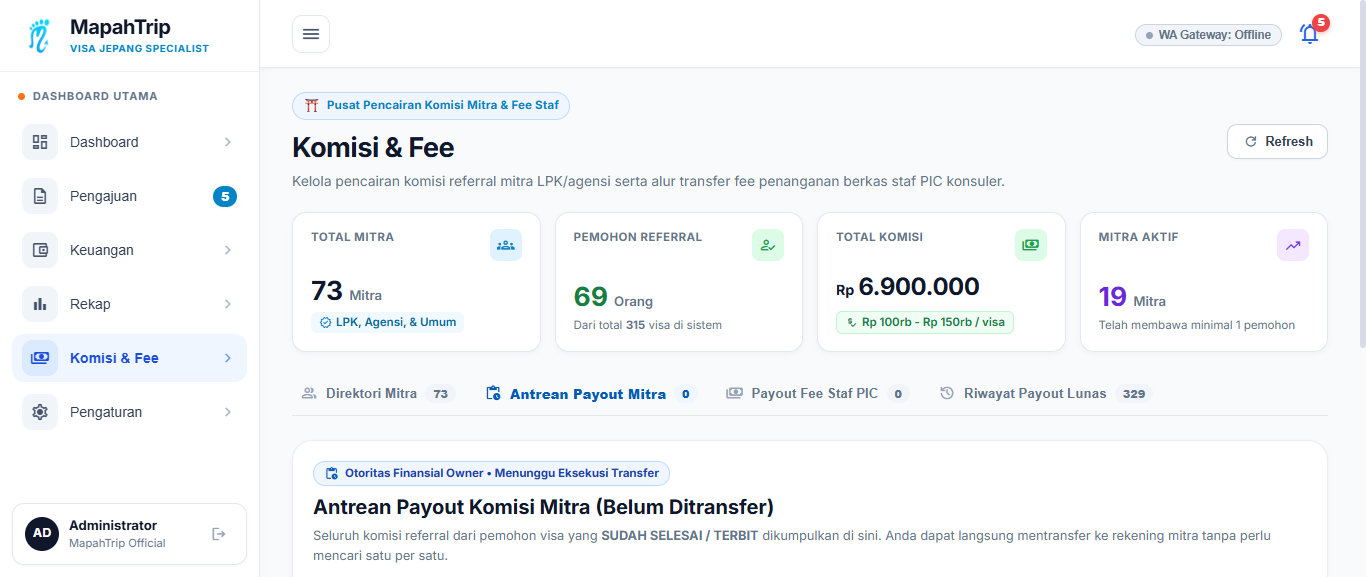 MapahTrip
VISA JEPANG SPECIALIST
DASHBOARD UTAMA
Dashboard
Pengajuan 5
Keuangan
Rekap
Komisi & Fee
Pengaturan
AD
Administrator
MapahTrip Official
WA Gateway: Offline
5
Pusat Pencairan Komisi Mitra & Fee Staf
Komisi & Fee
Refresh
Kelola pencairan komisi referral mitra LPK/agensi serta alur transfer fee penanganan berkas staf PIC konsuler.
TOTAL MITRA
73 Mitra
LPK, Agensi, & Umum
PEMOHON REFERRAL
69 Orang
Dari total 315 visa di sistem
TOTAL KOMISI
Rp 6.900.000
Rp 100rb - Rp 150rb / visa
MITRA AKTIF
19 Mitra
Telah membawa minimal 1 pemohon
Direktori Mitra 73
Antrean Payout Mitra 0
Payout Fee Staf PIC 0
Riwayat Payout Lunas 329
Otoritas Finansial Owner • Menunggu Eksekusi Transfer
Antrean Payout Komisi Mitra (Belum Ditransfer)
Seluruh komisi referral dari pemohon visa yang SUDAH SELESAI / TERBIT dikumpulkan di sini. Anda dapat langsung mentransfer ke rekening mitra tanpa perlu
mencari satu per satu.